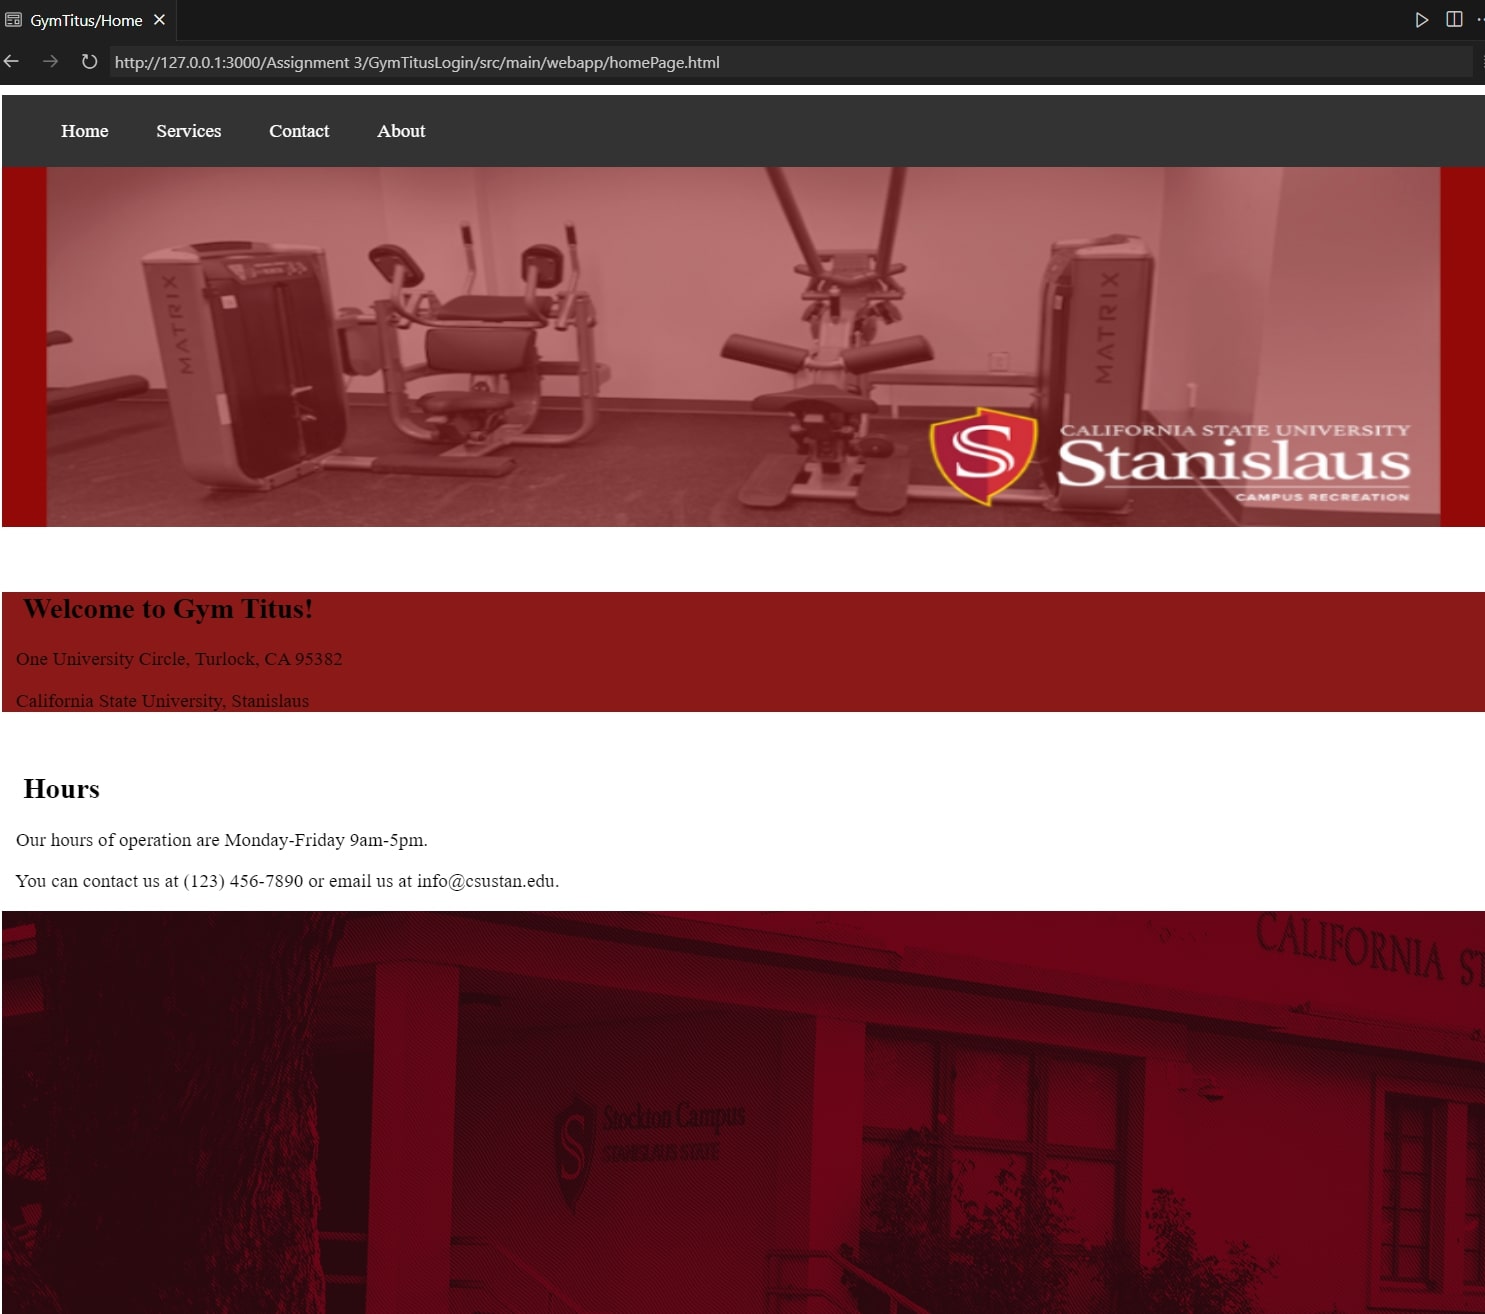 GymTitus/Home
http://127.0.0.1:3000/Assignment 3/GymTitusLogin/src/main/webapp/homePage.html
Home Services Contact About
MATRIX
MATRIX
CALIFORNIA STATE UNIVERSITY
Stanislaus
CAMPUS RECREATION
Welcome to Gym Titus!
One University Circle, Turlock, CA 95382
California State University, Stanislaus
Hours
Our hours of operation are Monday-Friday 9am-5pm.
You can contact us at (123) 456-7890 or email us at info@csustan.edu.
CALIFORNIA ST
Stockton Campus
STANISLAUS STATE